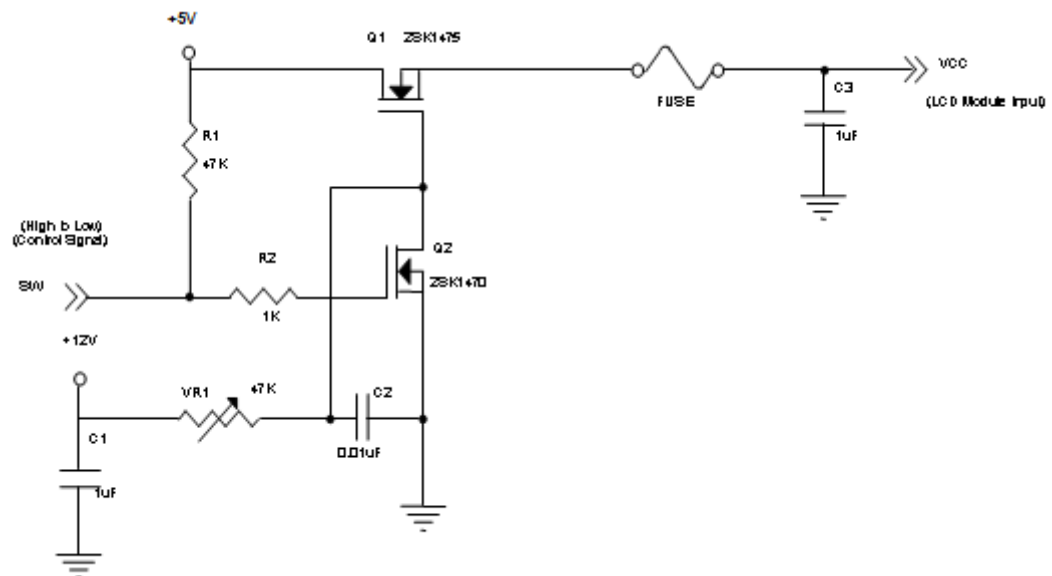 +5V
Q1 2SK1475
FUSE
VCC
(LCD Module Input)
C3
1uF
R1
47K
(High to Low)
(Control Signal)
SW
R2
1K
Q2
2SK1470
+12V
VR1
47K
C2
0.01uF
C1
1uF